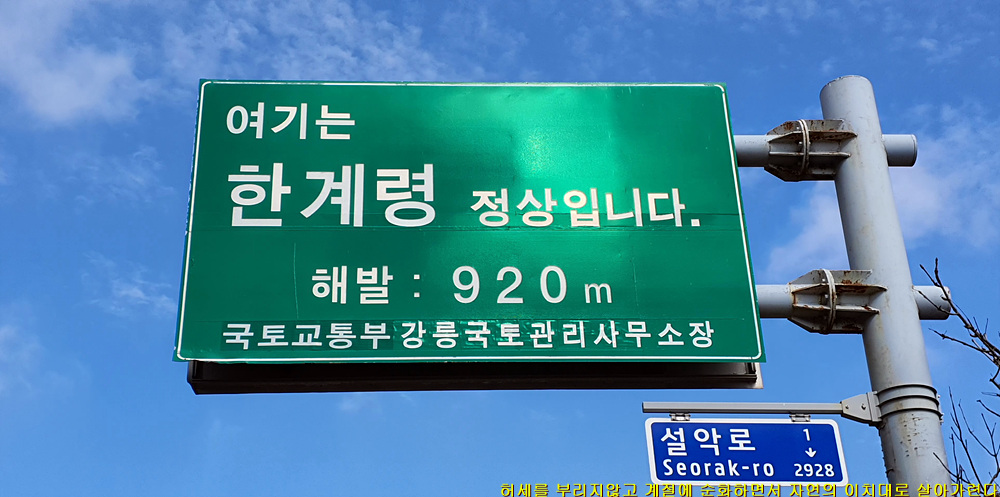 여기는
한계령 정상입니다.
해발 : 920m
국토교통부 강릉국토관리사무소장
설악로
Seorak-ro
1
↓
2928
허세를 부리지않고 계절에 순화하면서 자연의 이치대로 살아가련다